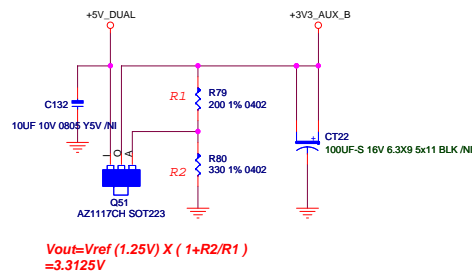 +5V_DUAL
+3V3_AUX_B
C132
10UF 10V 0805 Y5V /NI
R1
R79
200 1% 0402
CT22
100UF-S 16V 6.3X9 5x11 BLK /NI
I
O
A
R2
R80
330 1% 0402
Q51
AZ1117CH SOT223
Vout=Vref (1.25V) X ( 1+R2/R1 )
=3.3125V